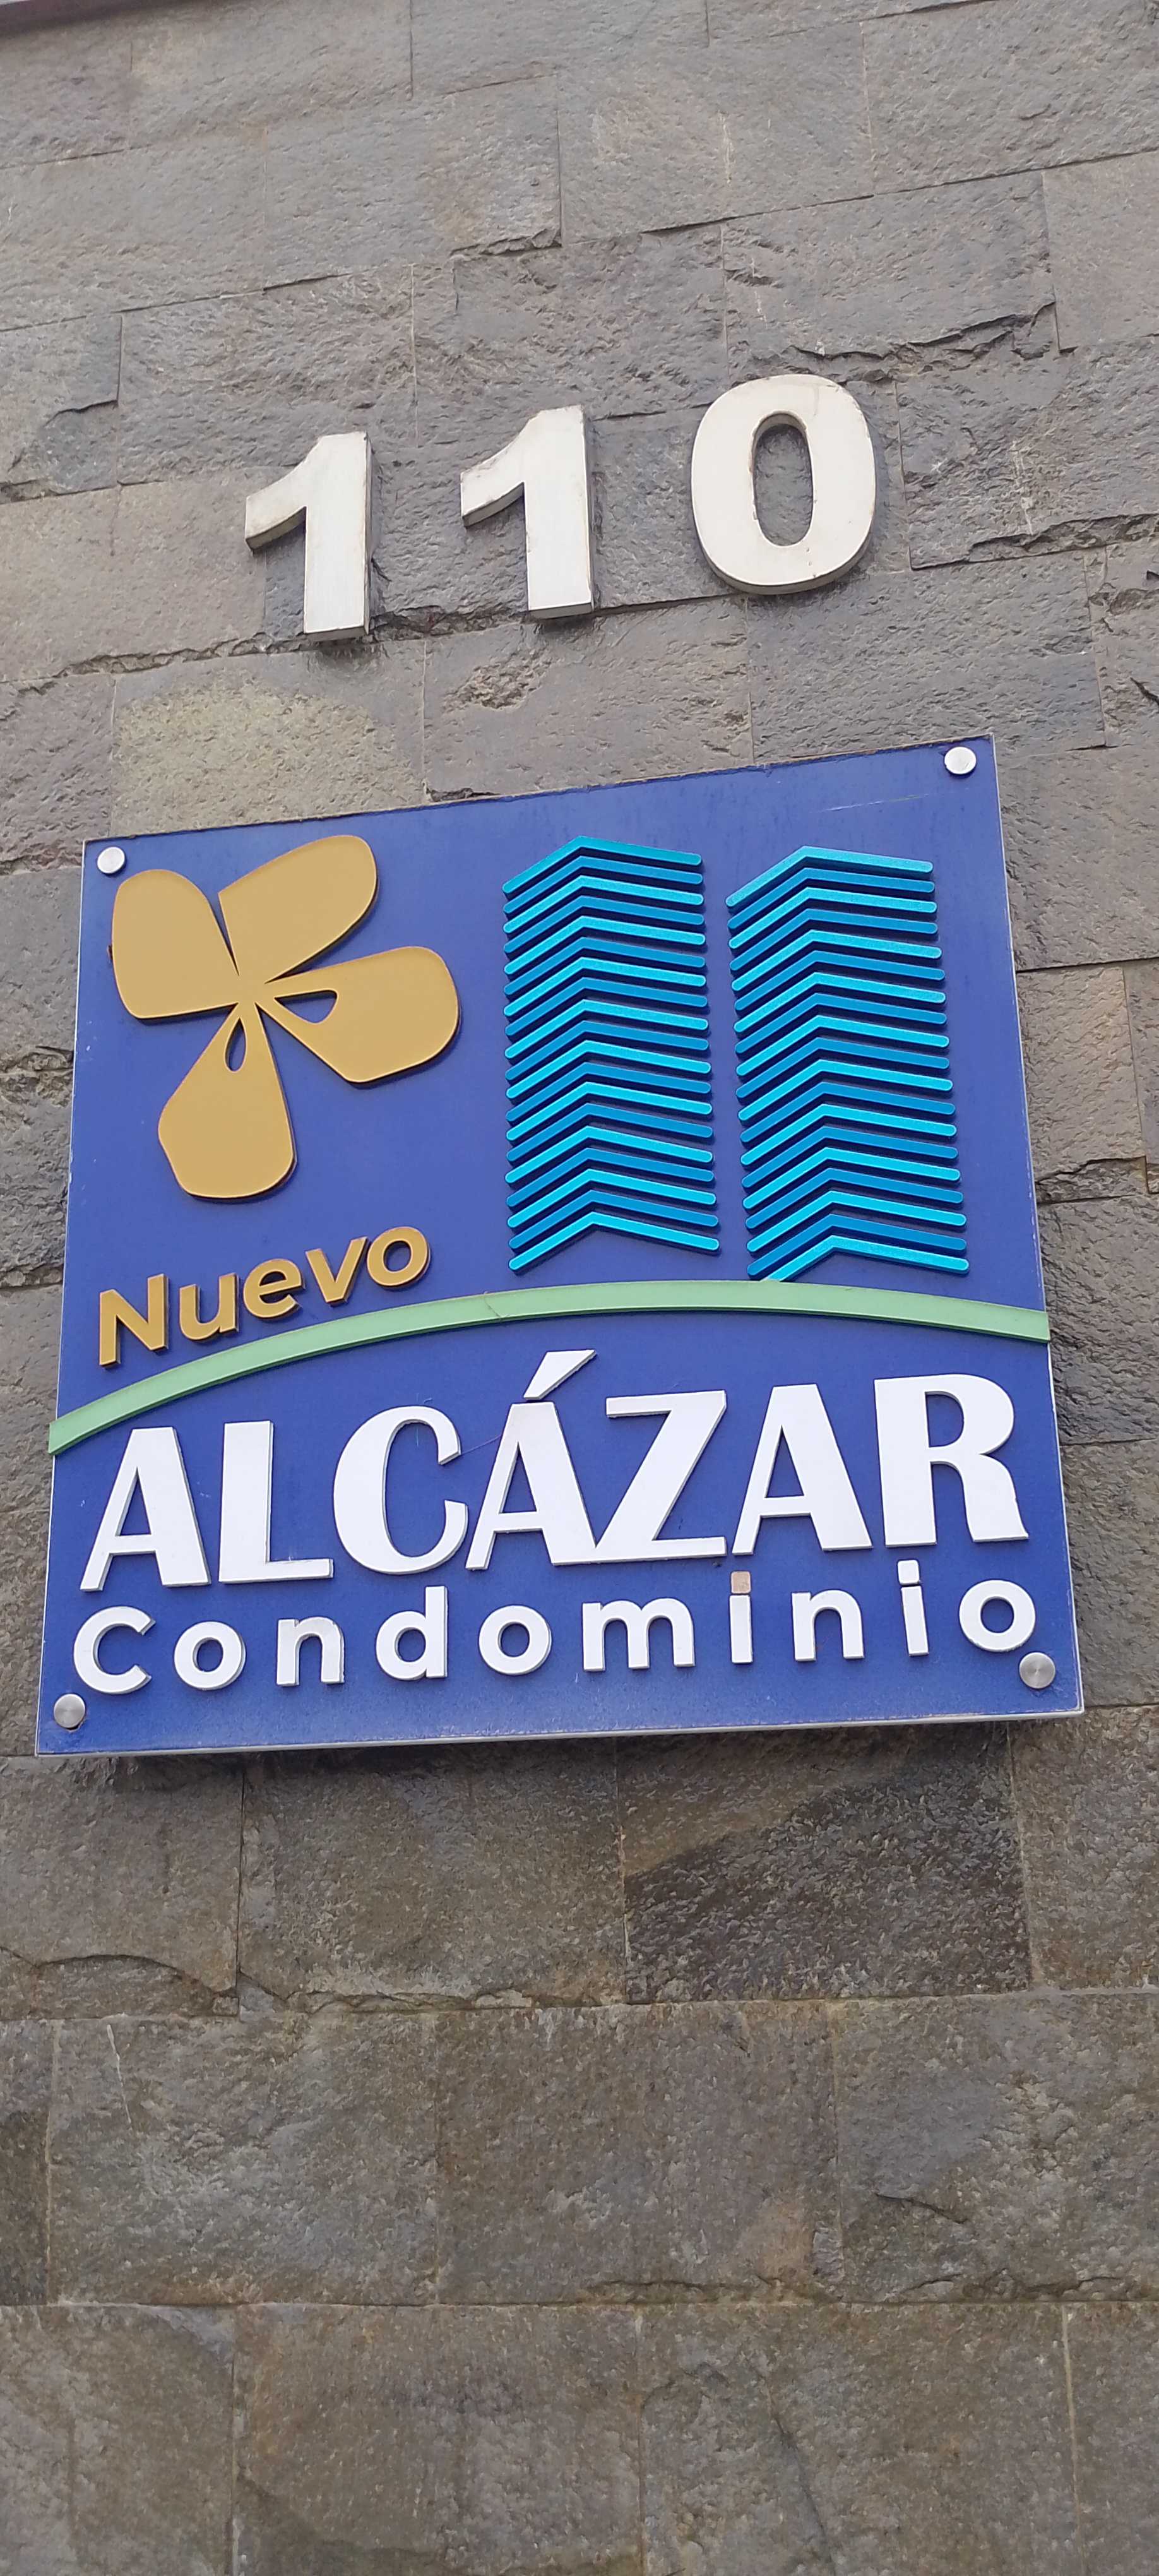 110
Nuevo
ALCÁZAR
Condominio